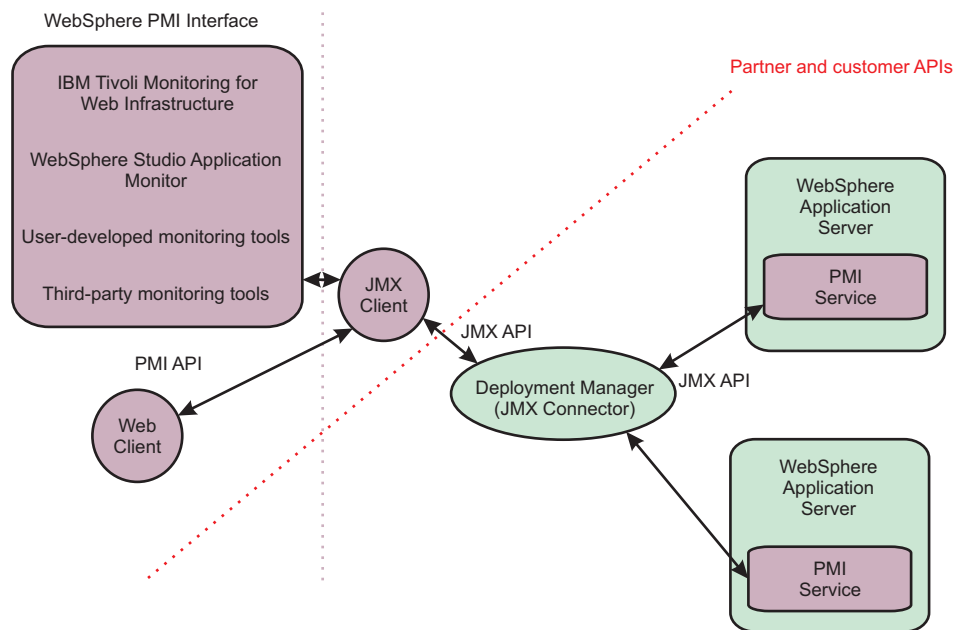 WebSphere PMI Interface
IBM Tivoli Monitoring for
Web Infrastructure
WebSphere Studio Application
Monitor
User-developed monitoring tools
Third-party monitoring tools
Partner and customer APIs
JMX
Client
PMI API
Web
Client
JMX API
Deployment Manager
(JMX Connector)
JMX API
WebSphere
Application
Server
PMI
Service
WebSphere
Application
Server
PMI
Service